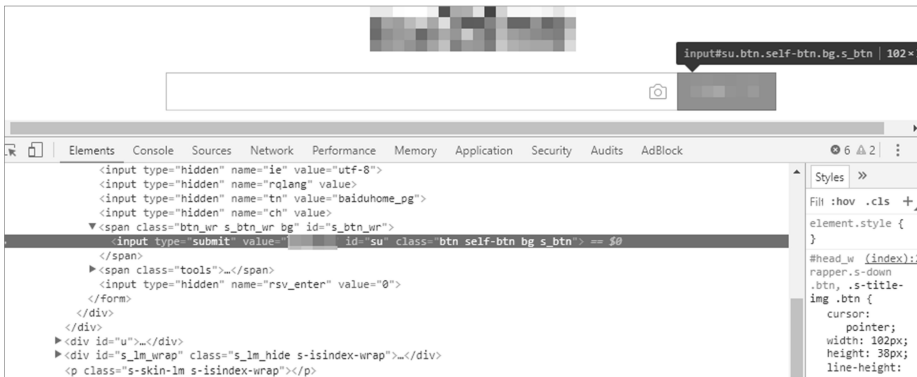 input#su.btn.self-btn.bg.s_btn | 102×
Elements Console Sources Network Performance Memory Application Security Audits AdBlock 6 2
<input type="hidden" name="ie" value="utf-8">
<input type="hidden" name="rqlang" value>
<input type="hidden" name="tn" value="baiduhome_pg">
<input type="hidden" name="ch" value>
<span class="btn_wr s_btn_wr bg" id="s_btn_wr">
<input type="submit" value=" id="su" class="btn self-btn bg s_btn"> == $0
</span>
<span class="tools">…</span>
<input type="hidden" name="rsv_enter" value="0">
</form>
</div>
</div>
<div id="u">…</div>
<div id="s_lm_wrap" class="s_lm_hide s-isindex-wrap">…</div>
<p class="s-skin-lm s-isindex-wrap"></p>
Styles »
Filt :hov .cls +
element.style {
}
#head_w (index):2
rapper.s-down
.btn, .s-title-
img .btn {
cursor:
pointer;
width: 102px;
height: 38px;
line-height: